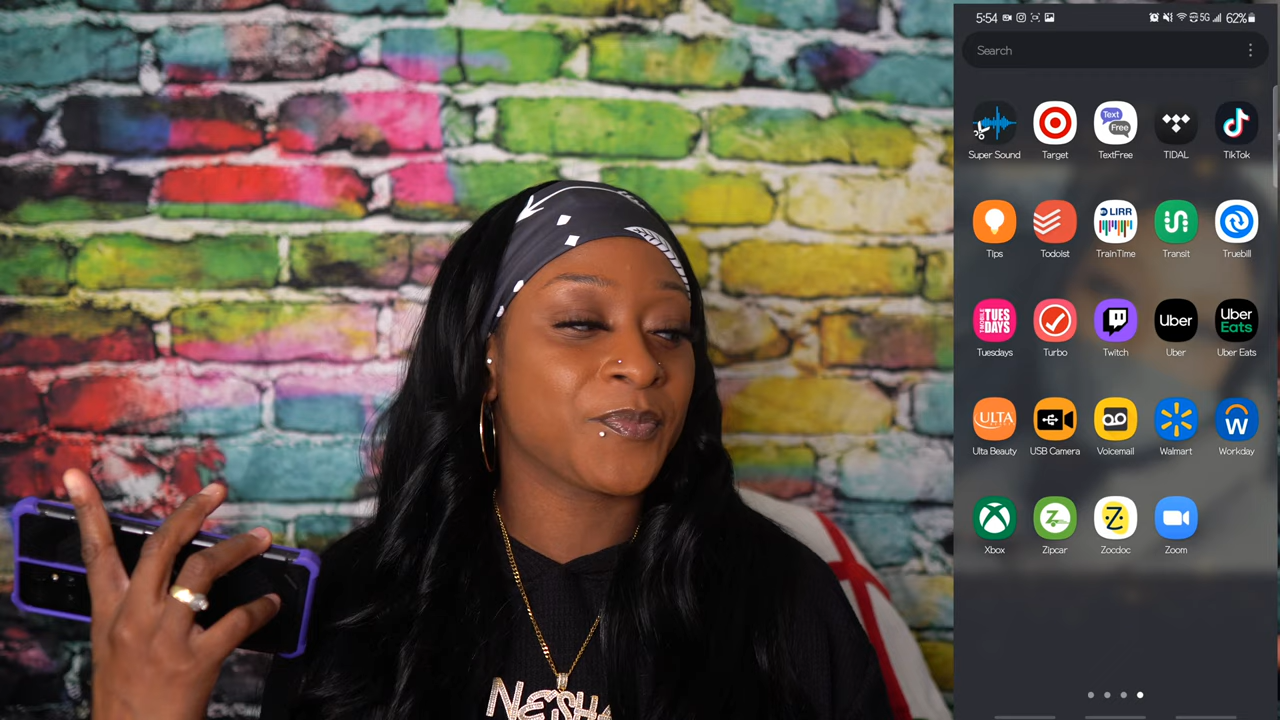 5:54
5G
62%
Search
Super Sound
Target
Text
Free
TextFree
TIDAL
TikTok
Tips
Todoist
LIRR
TrainTime
Transit
Truebill
TUES
DAYS
Tuesdays
Turbo
Twitch
Uber
Uber
Uber
Eats
Uber Eats
ULTA
Ulta Beauty
USB Camera
Voicemail
Walmart
W
Workday
Xbox
Z
Zipcar
Z
Zocdoc
Zoom
NESHA